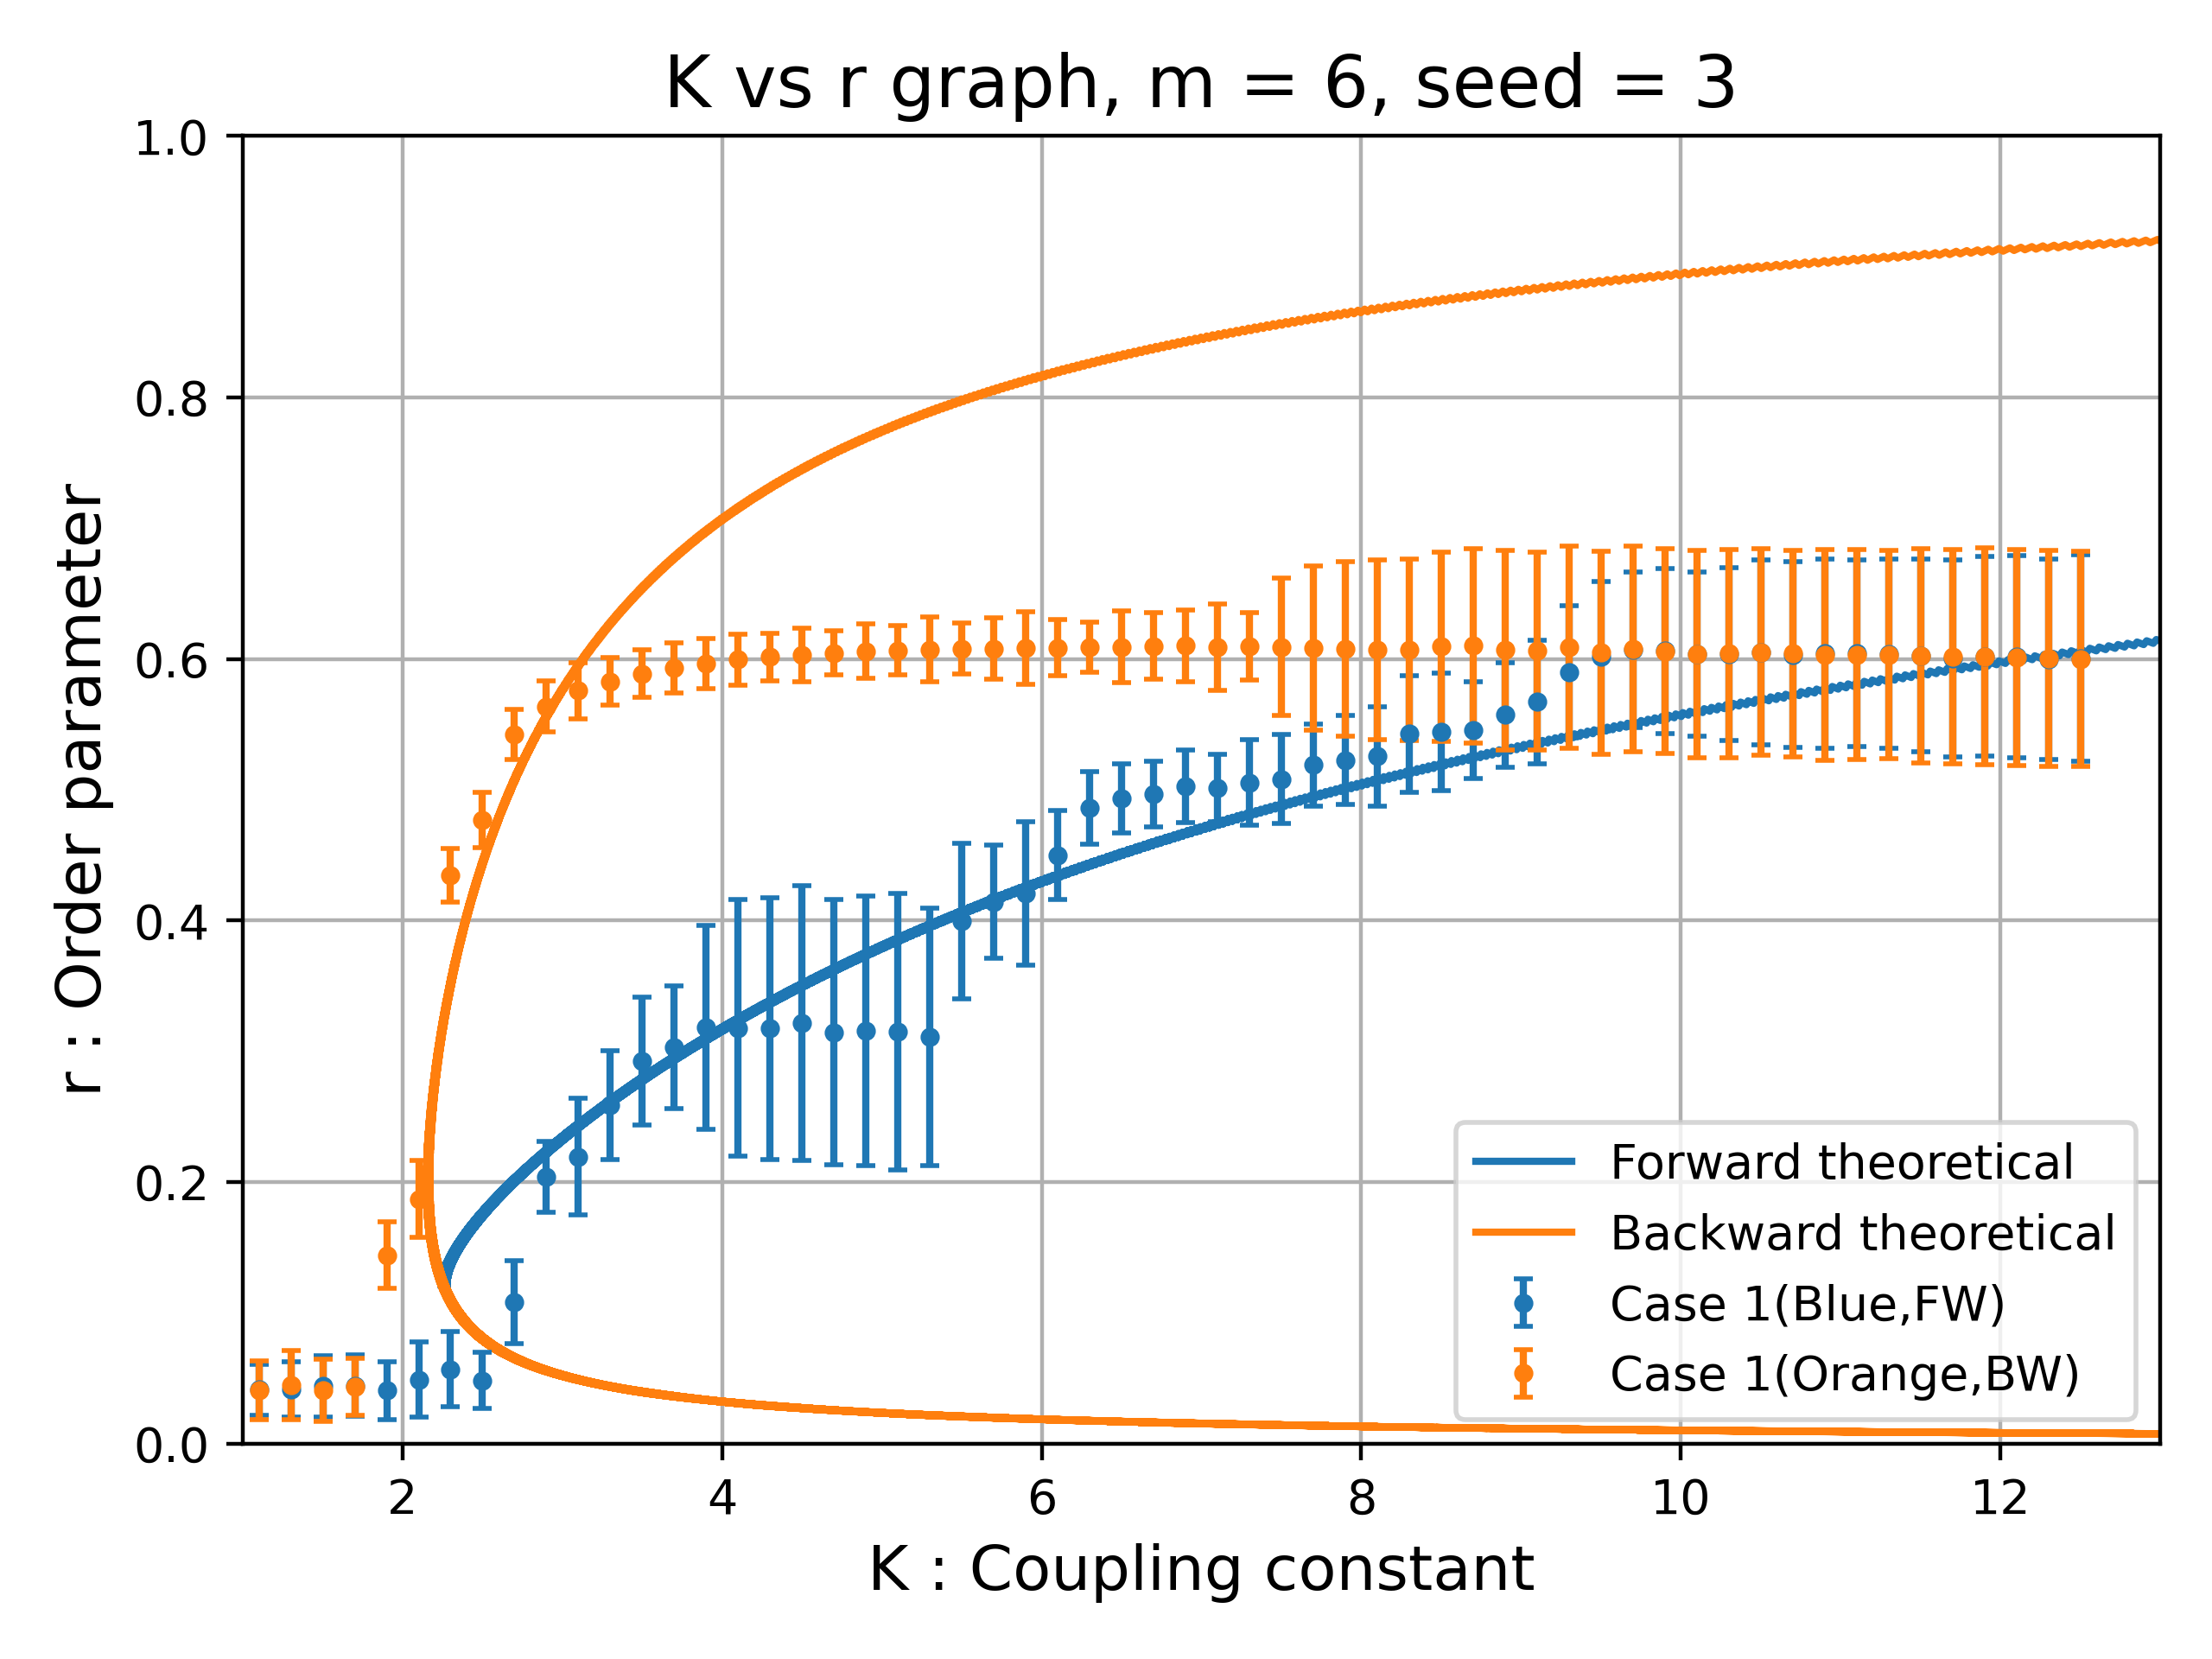 K vs r graph, m = 6, seed = 3
1.0
0.8
0.6
0.4
0.2
0.0
r : Order parameter
2 4 6 8 10 12
K : Coupling constant
Forward theoretical
Backward theoretical
Case 1(Blue,FW)
Case 1(Orange,BW)